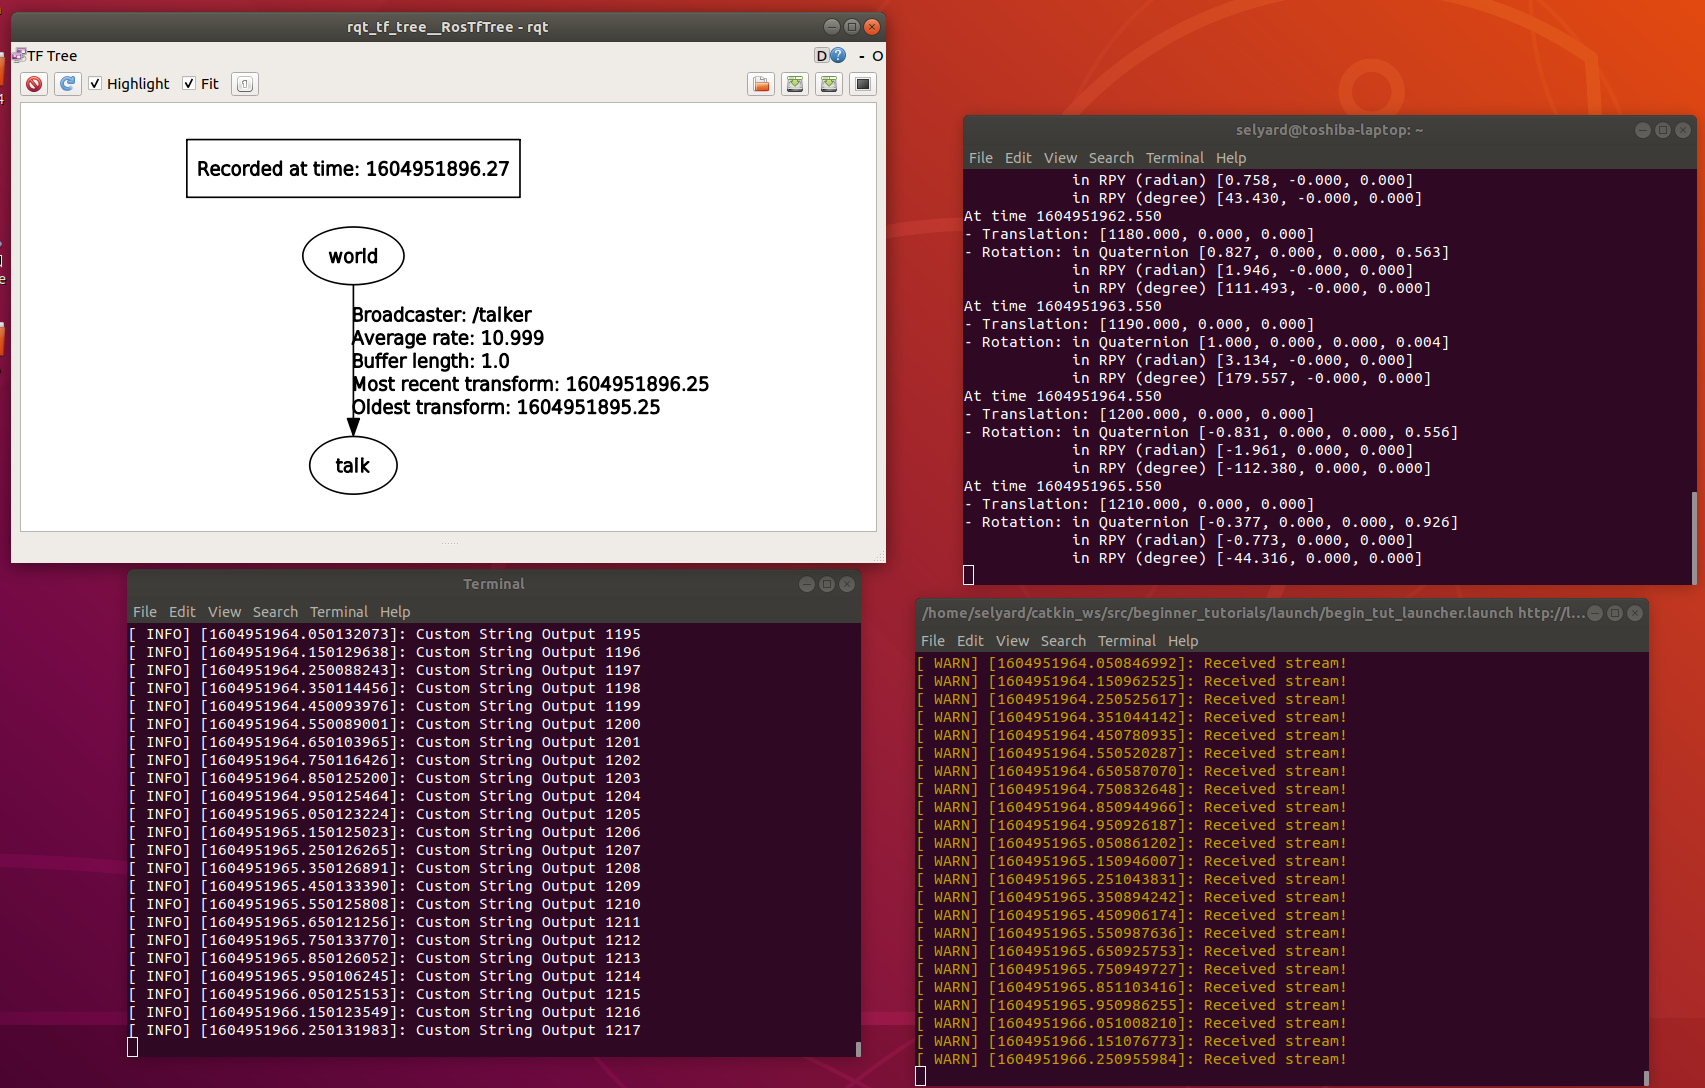 rqt_tf_tree__RosTfTree - rqt
TF Tree
D
- O
Highlight
Fit
Recorded at time: 1604951896.27
world
Broadcaster: /talker
Average rate: 10.999
Buffer length: 1.0
Most recent transform: 1604951896.25
Oldest transform: 1604951895.25
talk
selyard@toshiba-laptop: ~
File Edit View Search Terminal Help
in RPY (radian) [0.758, -0.000, 0.000]
in RPY (degree) [43.430, -0.000, 0.000]
At time 1604951962.550
- Translation: [1180.000, 0.000, 0.000]
- Rotation: in Quaternion [0.827, 0.000, 0.000, 0.563]
in RPY (radian) [1.946, -0.000, 0.000]
in RPY (degree) [111.493, -0.000, 0.000]
At time 1604951963.550
- Translation: [1190.000, 0.000, 0.000]
- Rotation: in Quaternion [1.000, 0.000, 0.000, 0.004]
in RPY (radian) [3.134, -0.000, 0.000]
in RPY (degree) [179.557, -0.000, 0.000]
At time 1604951964.550
- Translation: [1200.000, 0.000, 0.000]
- Rotation: in Quaternion [-0.831, 0.000, 0.000, 0.556]
in RPY (radian) [-1.961, 0.000, 0.000]
in RPY (degree) [-112.380, 0.000, 0.000]
At time 1604951965.550
- Translation: [1210.000, 0.000, 0.000]
- Rotation: in Quaternion [-0.377, 0.000, 0.000, 0.926]
in RPY (radian) [-0.773, 0.000, 0.000]
in RPY (degree) [-44.316, 0.000, 0.000]
Terminal
File Edit View Search Terminal Help
[ INFO] [1604951964.050132073]: Custom String Output 1195
[ INFO] [1604951964.150129638]: Custom String Output 1196
[ INFO] [1604951964.250088243]: Custom String Output 1197
[ INFO] [1604951964.350114456]: Custom String Output 1198
[ INFO] [1604951964.450093976]: Custom String Output 1199
[ INFO] [1604951964.550089001]: Custom String Output 1200
[ INFO] [1604951964.650103965]: Custom String Output 1201
[ INFO] [1604951964.750116426]: Custom String Output 1202
[ INFO] [1604951964.850125200]: Custom String Output 1203
[ INFO] [1604951964.950125464]: Custom String Output 1204
[ INFO] [1604951965.050123224]: Custom String Output 1205
[ INFO] [1604951965.150125023]: Custom String Output 1206
[ INFO] [1604951965.250126265]: Custom String Output 1207
[ INFO] [1604951965.350126891]: Custom String Output 1208
[ INFO] [1604951965.450133390]: Custom String Output 1209
[ INFO] [1604951965.550125808]: Custom String Output 1210
[ INFO] [1604951965.650121256]: Custom String Output 1211
[ INFO] [1604951965.750133770]: Custom String Output 1212
[ INFO] [1604951965.850126052]: Custom String Output 1213
[ INFO] [1604951965.950106245]: Custom String Output 1214
[ INFO] [1604951966.050125153]: Custom String Output 1215
[ INFO] [1604951966.150123549]: Custom String Output 1216
[ INFO] [1604951966.250131983]: Custom String Output 1217
/home/selyard/catkin_ws/src/beginner_tutorials/launch/begin_tut_launcher.launch http://l...
File Edit View Search Terminal Help
[ WARN] [1604951964.050846992]: Received stream!
[ WARN] [1604951964.150962525]: Received stream!
[ WARN] [1604951964.250525617]: Received stream!
[ WARN] [1604951964.351044142]: Received stream!
[ WARN] [1604951964.450780935]: Received stream!
[ WARN] [1604951964.550520287]: Received stream!
[ WARN] [1604951964.650587070]: Received stream!
[ WARN] [1604951964.750832648]: Received stream!
[ WARN] [1604951964.850944966]: Received stream!
[ WARN] [1604951964.950926187]: Received stream!
[ WARN] [1604951965.050861202]: Received stream!
[ WARN] [1604951965.150946007]: Received stream!
[ WARN] [1604951965.251043831]: Received stream!
[ WARN] [1604951965.350894242]: Received stream!
[ WARN] [1604951965.450906174]: Received stream!
[ WARN] [1604951965.550987636]: Received stream!
[ WARN] [1604951965.650925753]: Received stream!
[ WARN] [1604951965.750949727]: Received stream!
[ WARN] [1604951965.851103416]: Received stream!
[ WARN] [1604951965.950986255]: Received stream!
[ WARN] [1604951966.051008210]: Received stream!
[ WARN] [1604951966.151076773]: Received stream!
[ WARN] [1604951966.250955984]: Received stream!